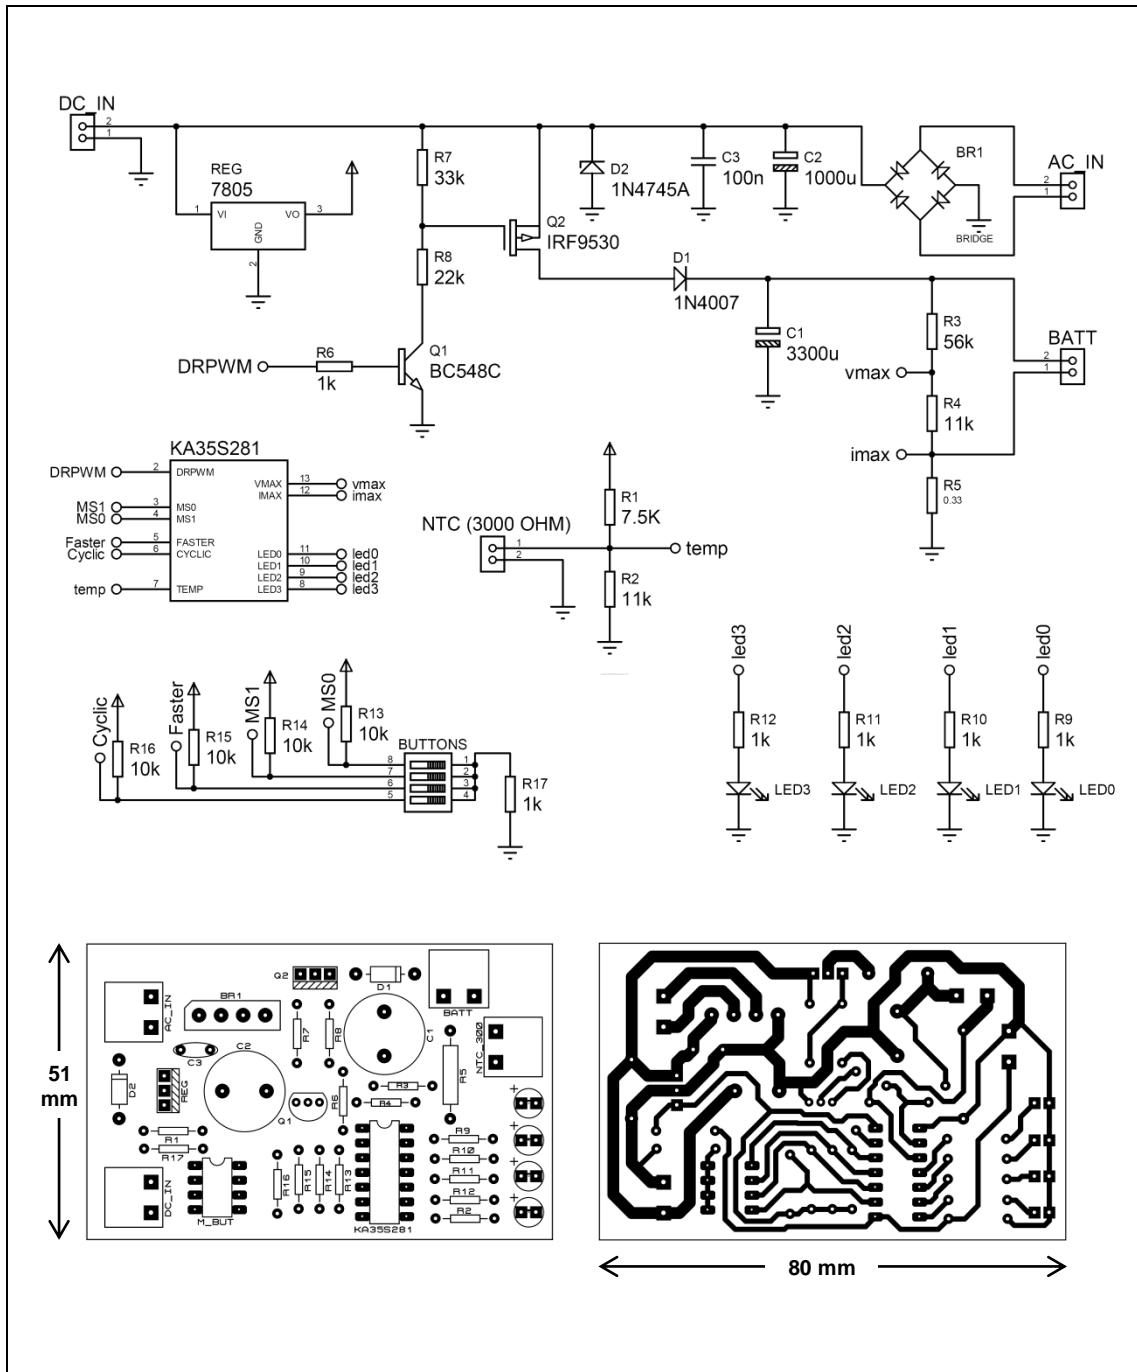 DC_IN
2
1
REG
7805
1
VI
VO
3
GND
2
R7
33k
R8
22k
Q2
IRF9530
D2
1N4745A
C3
100n
C2
1000u
BR1
BRIDGE
AC_IN
2
1
D1
1N4007
C1
3300u
R3
56k
vmax
R4
11k
imax
R5
0.33
BATT
2
1
DRPWM
R6
1k
Q1
BC548C
KA35S281
DRPWM 2 DRPWM
MS1 3 MS0
MS0 4 MS1
Faster 5 FASTER
Cyclic 6 CYCLIC
temp 7 TEMP
VMAX 13 vmax
IMAX 12 imax
LED0 11 led0
LED1 10 led1
LED2 9 led2
LED3 8 led3
NTC (3000 OHM)
1
2
R1
7.5K
temp
R2
11k
Cyclic
R16
10k
Faster
R15
10k
MS1
R14
10k
MS0
R13
10k
BUTTONS
8 1
7 2
6 3
5 4
R17
1k
led3
R12
1k
LED3
led2
R11
1k
LED2
led1
R10
1k
LED1
led0
R9
1k
LED0
51
mm
AC_IN
BR1
C3
C2
D2
REG
R1
R17
DC_IN
M_BUT
Q2
R7
R8
D1
C1
BATT
NTC_300
R5
R3
R4
R6
Q1
R16
R15
R14
R13
KA35S281
R9
R10
R11
R12
R2
+
+
+
+
80 mm